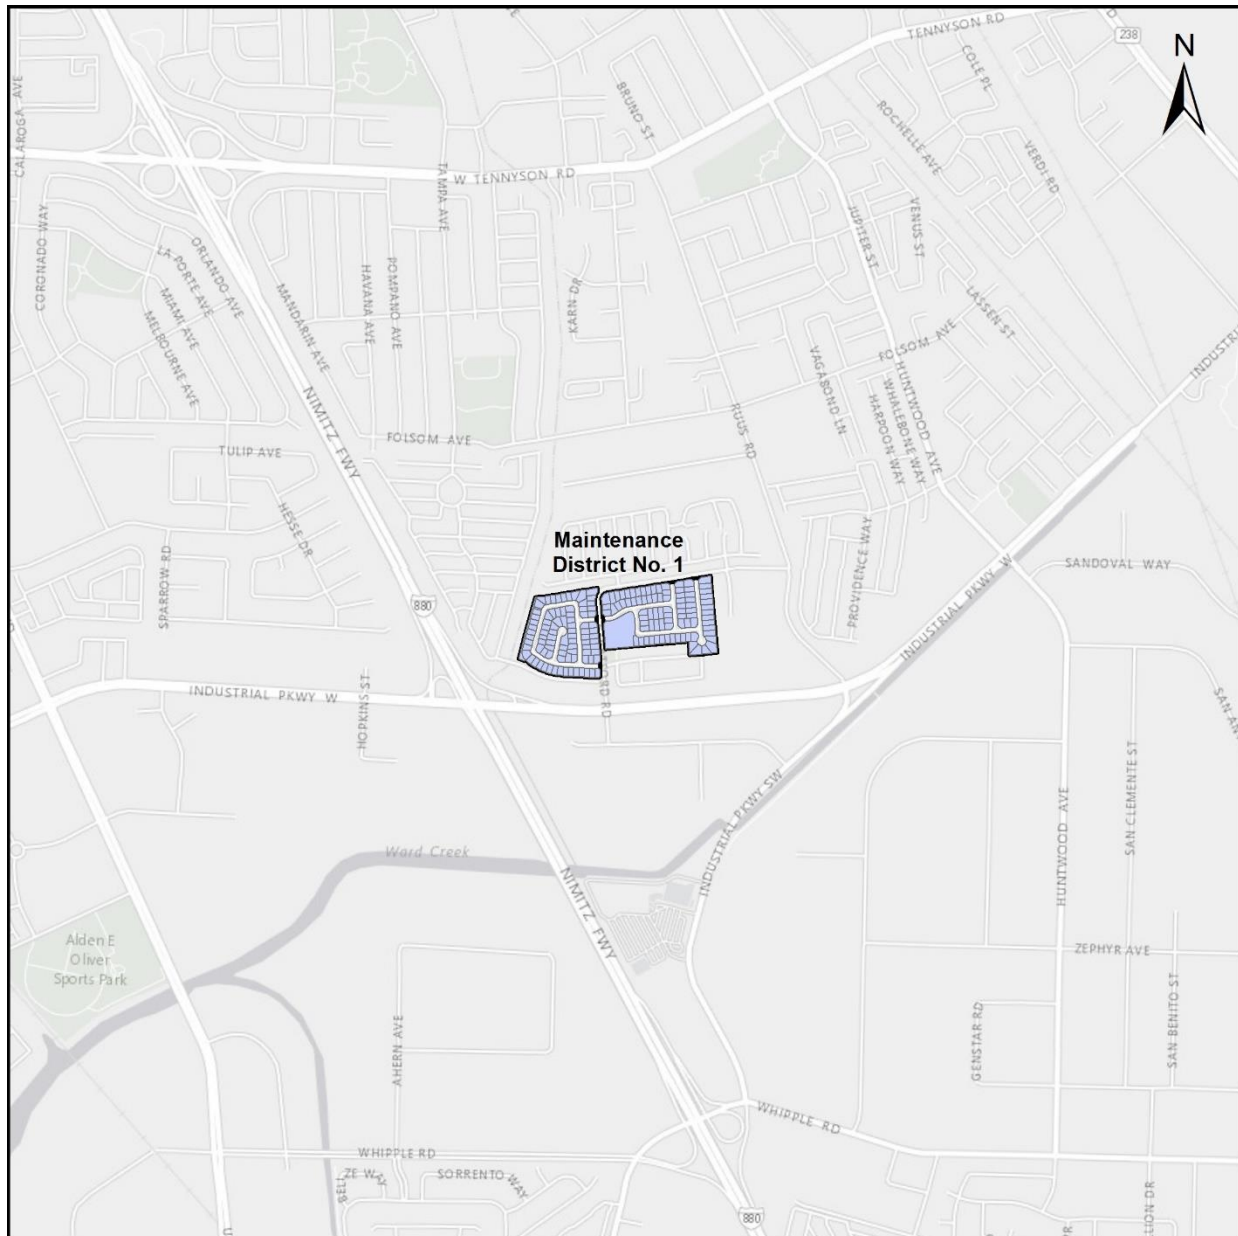 TENNYSON RD
238
N
CALAROGA AVE
BRUNO ST
COLE PL
ROCHELLE AVE
VERDI RD
W TENNYSON RD
TAMPA AVE
CORONADO WAY
ORLANDO AVE
LA PORTE AVE
MIAMI AVE
MELBOURNE AVE
MANDARIN AVE
HAVANA AVE
POMPANO AVE
KARN DR
JUPITER ST
VENUS ST
LASSEN ST
FOLSOM AVE
VAGABOND LN
HUNTWOOD AVE
WHALEBONE WAY
HARPOON WAY
NIMITZ FWY
RUUS RD
FOLSOM AVE
TULIP AVE
HESSE DR
SPARROW RD
PROVIDENCE WAY
Maintenance
District No. 1
880
SANDOVAL WAY
INDUSTRIAL PKWY W
INDUSTRIAL PKWY W
HOPKINS ST
INDUSTRIAL PKWY SW
SAN CLEMENTE ST
HUNTWOOD AVE
Ward Creek
NIMITZ FWY
Alden E
Oliver
Sports Park
ZEPHYR AVE
AHERN AVE
GENSTAR RD
SAN BENITO ST
WHIPPLE RD
WHIPPLE RD
SORRENTO WAY
880